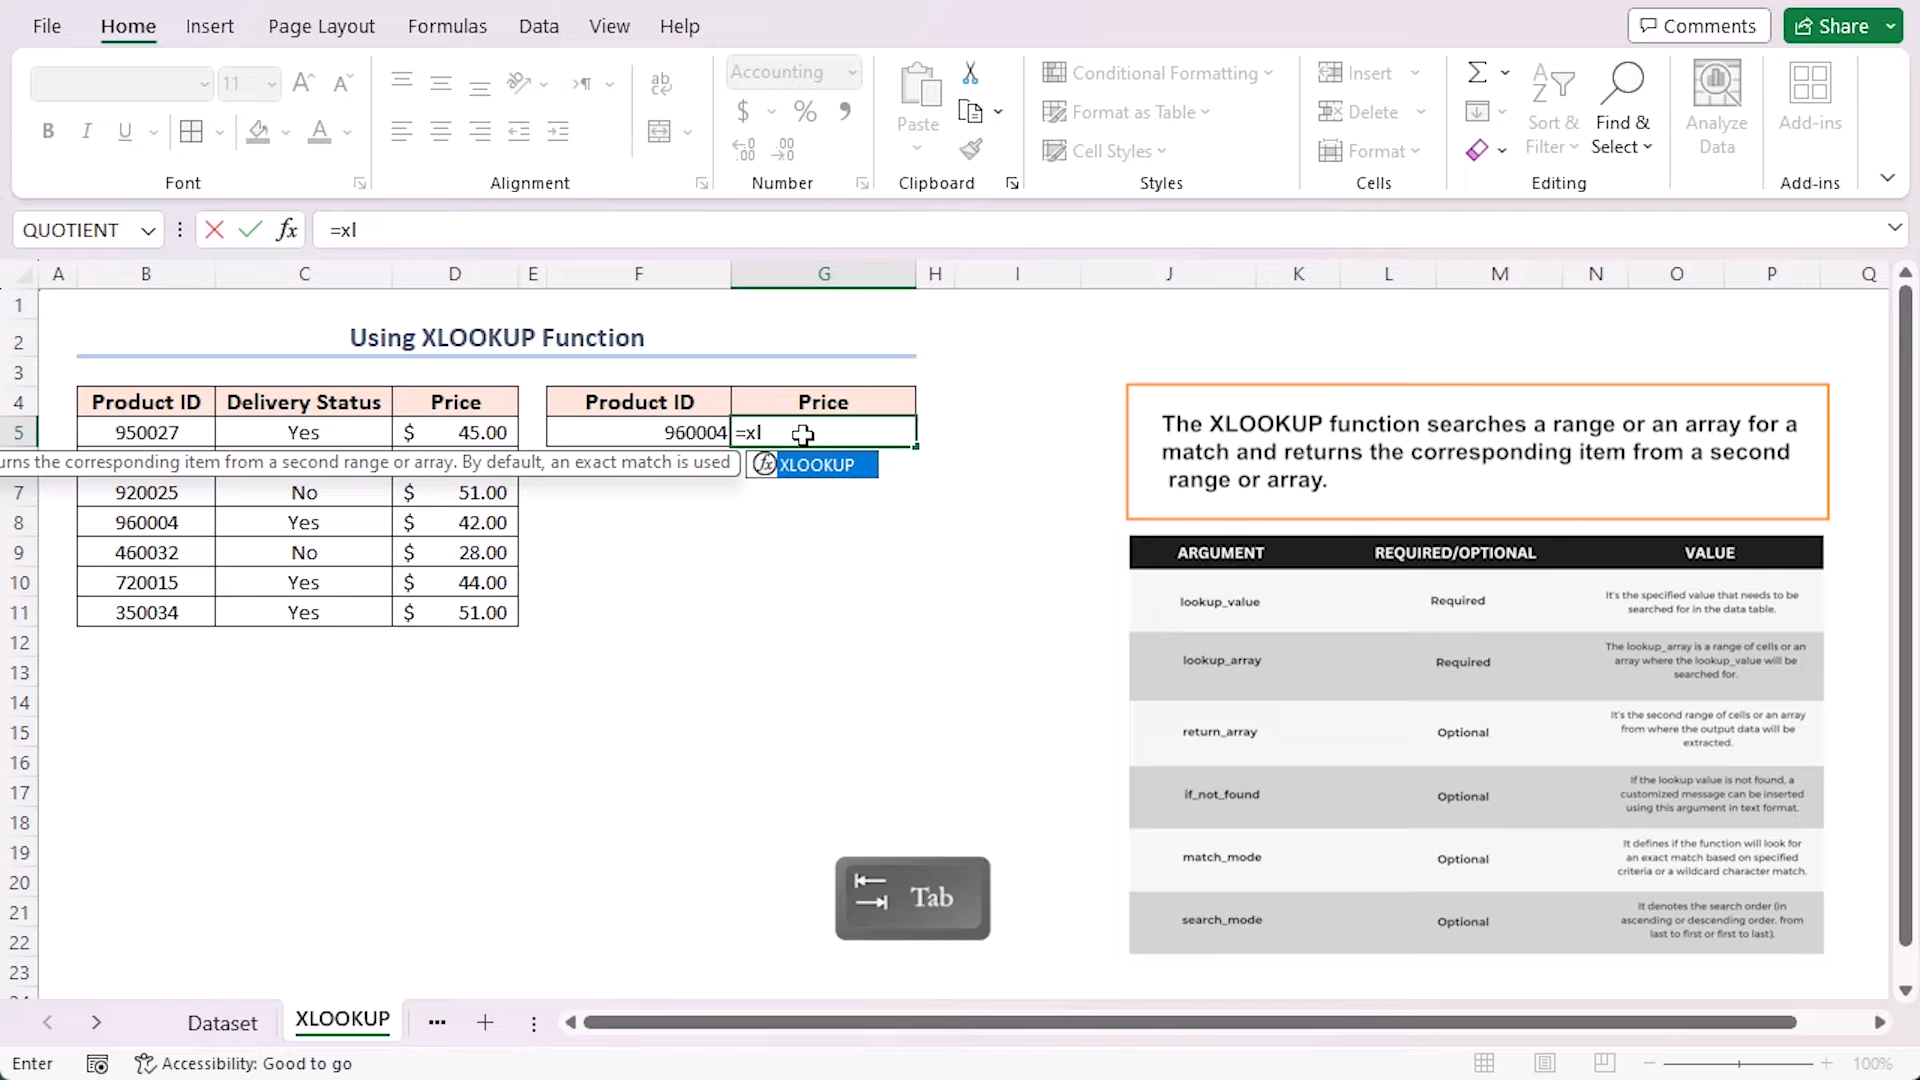 File Home Insert Page Layout Formulas Data View Help Comments Share
11 Accounting Conditional Formatting Insert
ab
Format as Table Delete
B I U A $ % Paste Sort & Find & Analyze Add-ins
Cell Styles Format Filter Select Data
Font Alignment Number Clipboard Styles Cells Editing Add-ins
QUOTIENT fx =xl
A B C D E F G H I J K L M N O P Q
1
2 Using XLOOKUP Function
3
4 Product ID Delivery Status Price Product ID Price
5 950027 Yes $ 45.00 960004 =xl
urns the corresponding item from a second range or array. By default, an exact match is used fx XLOOKUP
7 920025 No $ 51.00
8 960004 Yes $ 42.00
9 460032 No $ 28.00
10 720015 Yes $ 44.00
11 350034 Yes $ 51.00
12
13
14
15
16
17
18
19
20
21
22
23
The XLOOKUP function searches a range or an array for a
match and returns the corresponding item from a second
range or array.
ARGUMENT REQUIRED/OPTIONAL VALUE
lookup_value Required It's the specified value that needs to be
searched for in the data table.
lookup_array Required The lookup_array is a range of cells or an
array where the lookup_value will be
searched for.
return_array Optional It's the second range of cells or an array
from where the output data will be
extracted.
if_not_found Optional If the lookup value is not found, a
customized message can be inserted
using this argument in text format.
match_mode Optional It defines if the function will look for
an exact match based on specified
criteria or a wildcard character match.
search_mode Optional It denotes the search order (in
ascending or descending order. from
last to first or first to last).
Tab
Dataset XLOOKUP
Enter Accessibility: Good to go 100%